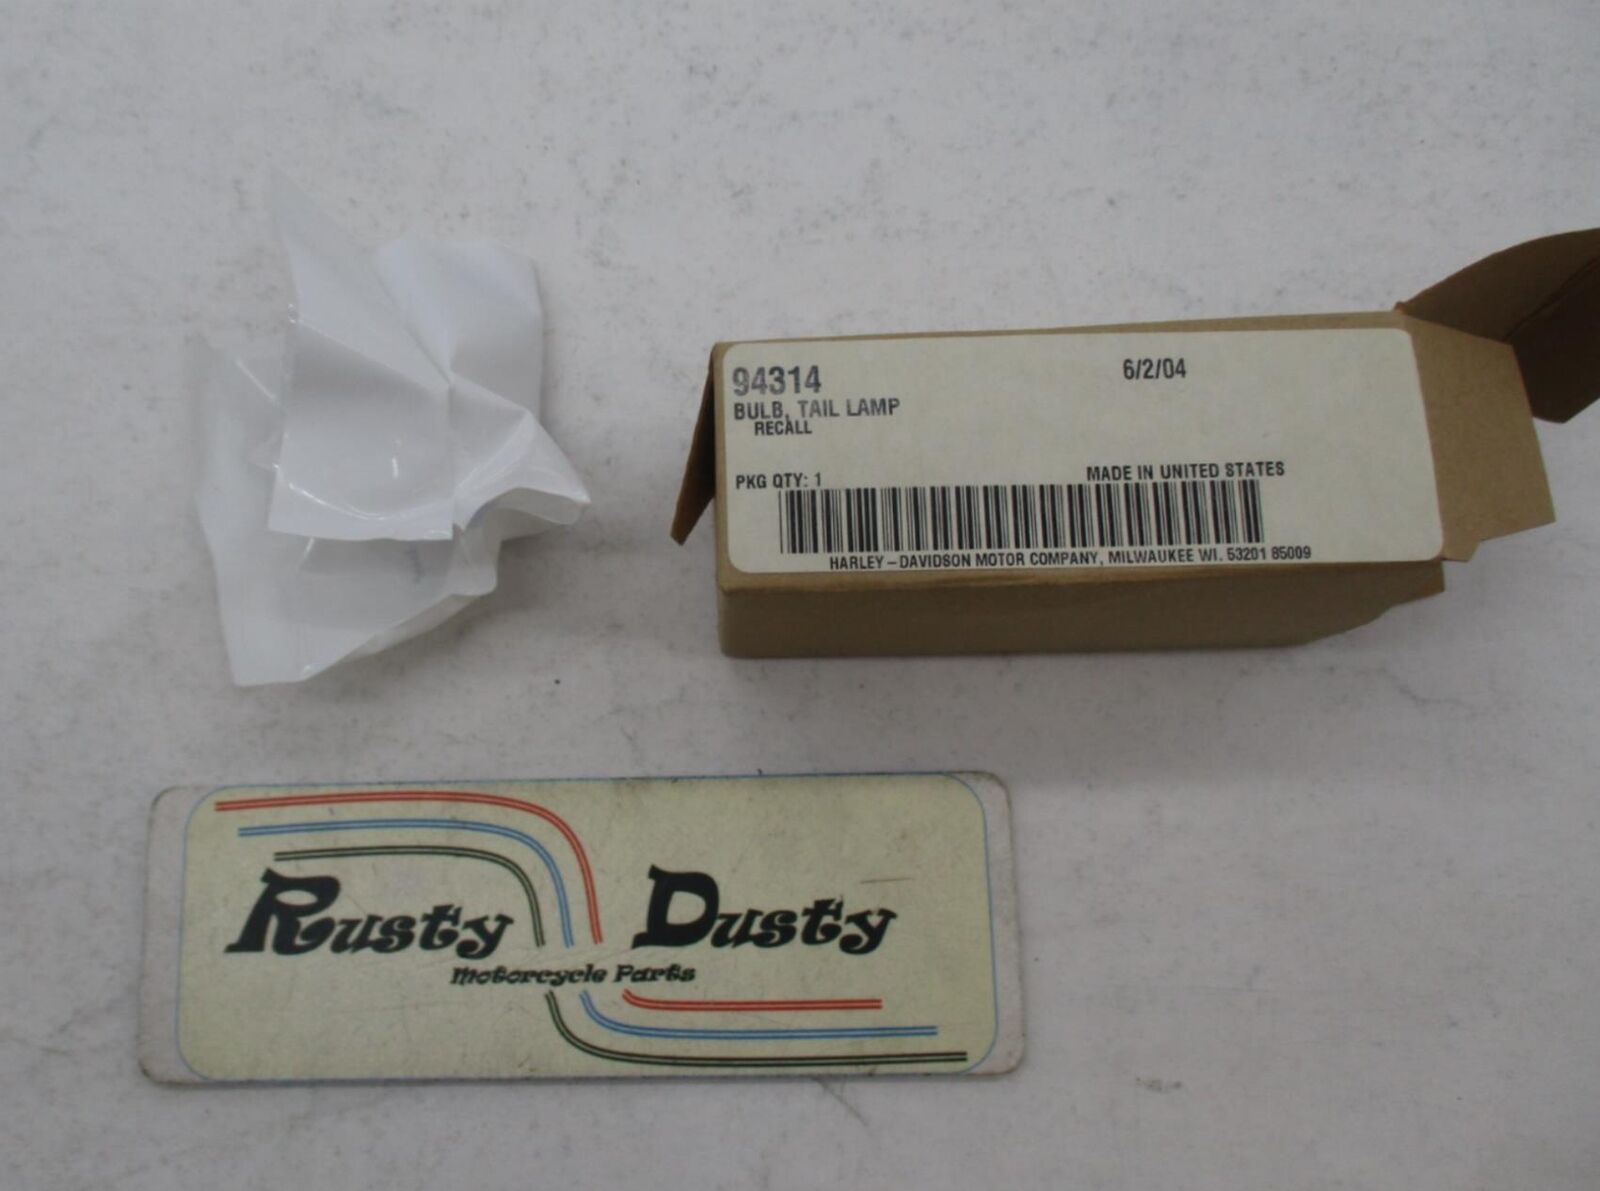 94314
6/2/04
BULB, TAIL LAMP
RECALL
PKG QTY: 1
MADE IN UNITED STATES
HARLEY-DAVIDSON MOTOR COMPANY, MILWAUKEE WI. 53201 85009
Rusty Dusty
Motorcycle Parts